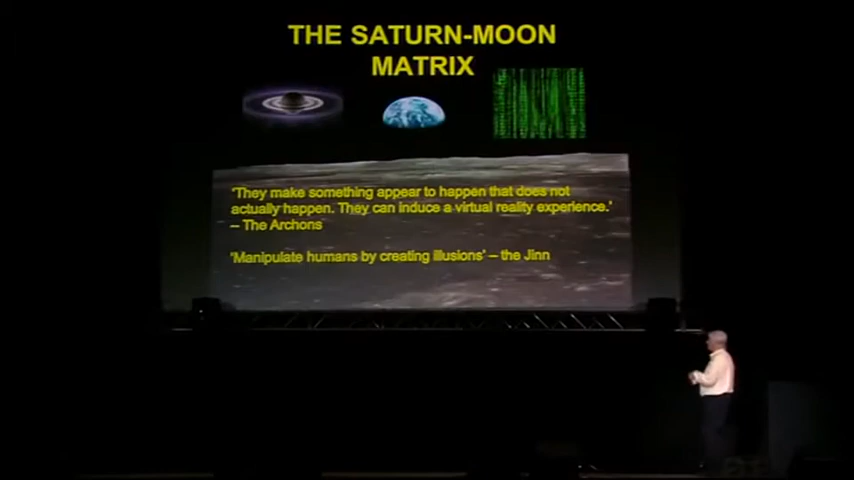 THE SATURN-MOON
MATRIX
'They make something appear to happen that does not
actually happen. They can induce a virtual reality experience.'
– The Archons
'Manipulate humans by creating illusions' – the Jinn